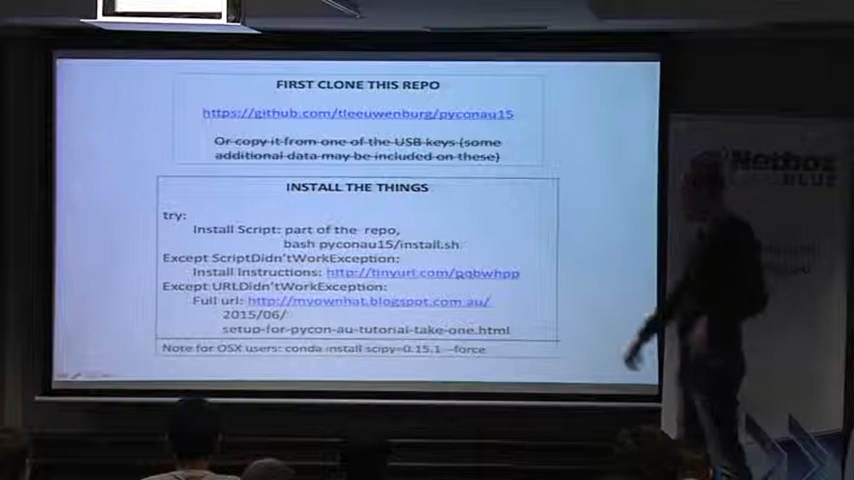 FIRST CLONE THIS REPO
https://github.com/tleeuwenburg/pyconau15
Or copy it from one of the USB keys (some
additional data may be included on these)
INSTALL THE THINGS
try:
Install Script: part of the repo,
bash pyconau15/install.sh
Except ScriptDidn'tWorkException:
Install Instructions: http://tinyurl.com/pqbwhpp
Except URLDidn'tWorkException:
Full url: http://myownhat.blogspot.com.au/
2015/06/
setup-for-pycon-au-tutorial-take-one.html
Note for OSX users: conda install scipy=0.15.1 --force
Netbox
BLUE